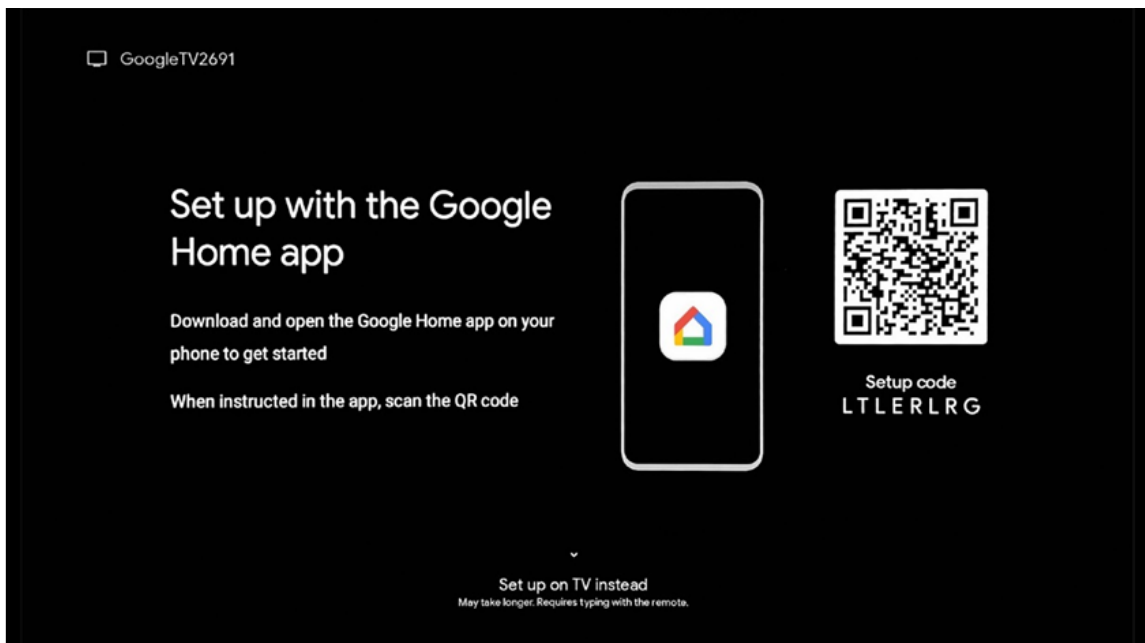 GoogleTV2691
Set up with the Google
Home app
Download and open the Google Home app on your
phone to get started
When instructed in the app, scan the QR code
Setup code
LTLERLRG
Set up on TV instead
May take longer. Requires typing with the remote.